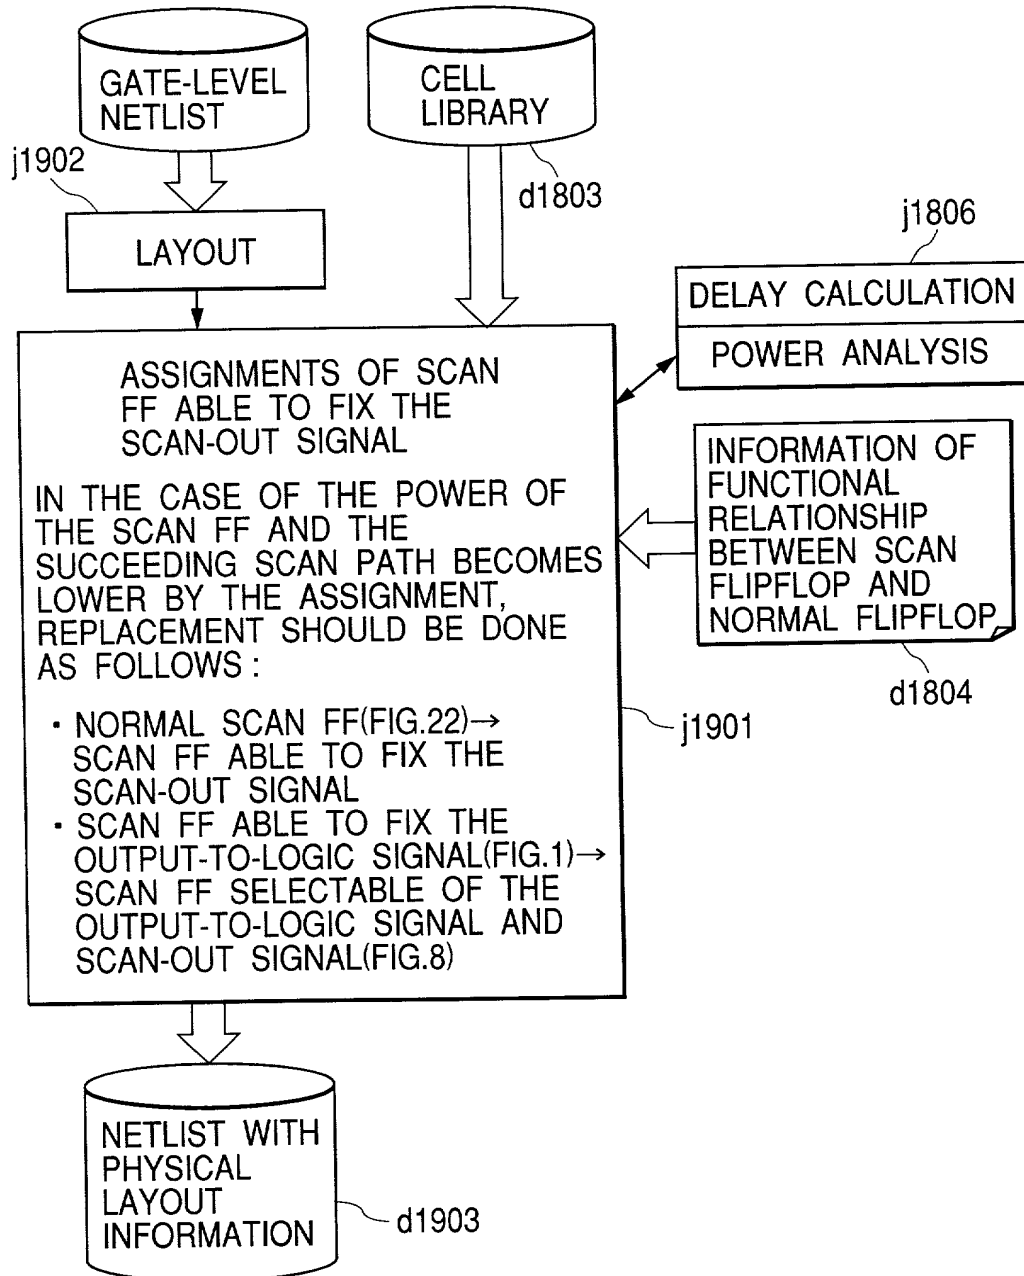 GATE-LEVEL
NETLIST
CELL
LIBRARY
j1902
d1803
LAYOUT
j1806
DELAY CALCULATION
POWER ANALYSIS
ASSIGNMENTS OF SCAN
FF ABLE TO FIX THE
SCAN-OUT SIGNAL
IN THE CASE OF THE POWER OF
THE SCAN FF AND THE
SUCCEEDING SCAN PATH BECOMES
LOWER BY THE ASSIGNMENT,
REPLACEMENT SHOULD BE DONE
AS FOLLOWS :
· NORMAL SCAN FF(FIG.22)→
SCAN FF ABLE TO FIX THE
SCAN-OUT SIGNAL
· SCAN FF ABLE TO FIX THE
OUTPUT-TO-LOGIC SIGNAL(FIG.1)→
SCAN FF SELECTABLE OF THE
OUTPUT-TO-LOGIC SIGNAL AND
SCAN-OUT SIGNAL(FIG.8)
INFORMATION OF
FUNCTIONAL
RELATIONSHIP
BETWEEN SCAN
FLIPFLOP AND
NORMAL FLIPFLOP
d1804
j1901
NETLIST WITH
PHYSICAL
LAYOUT
INFORMATION
d1903